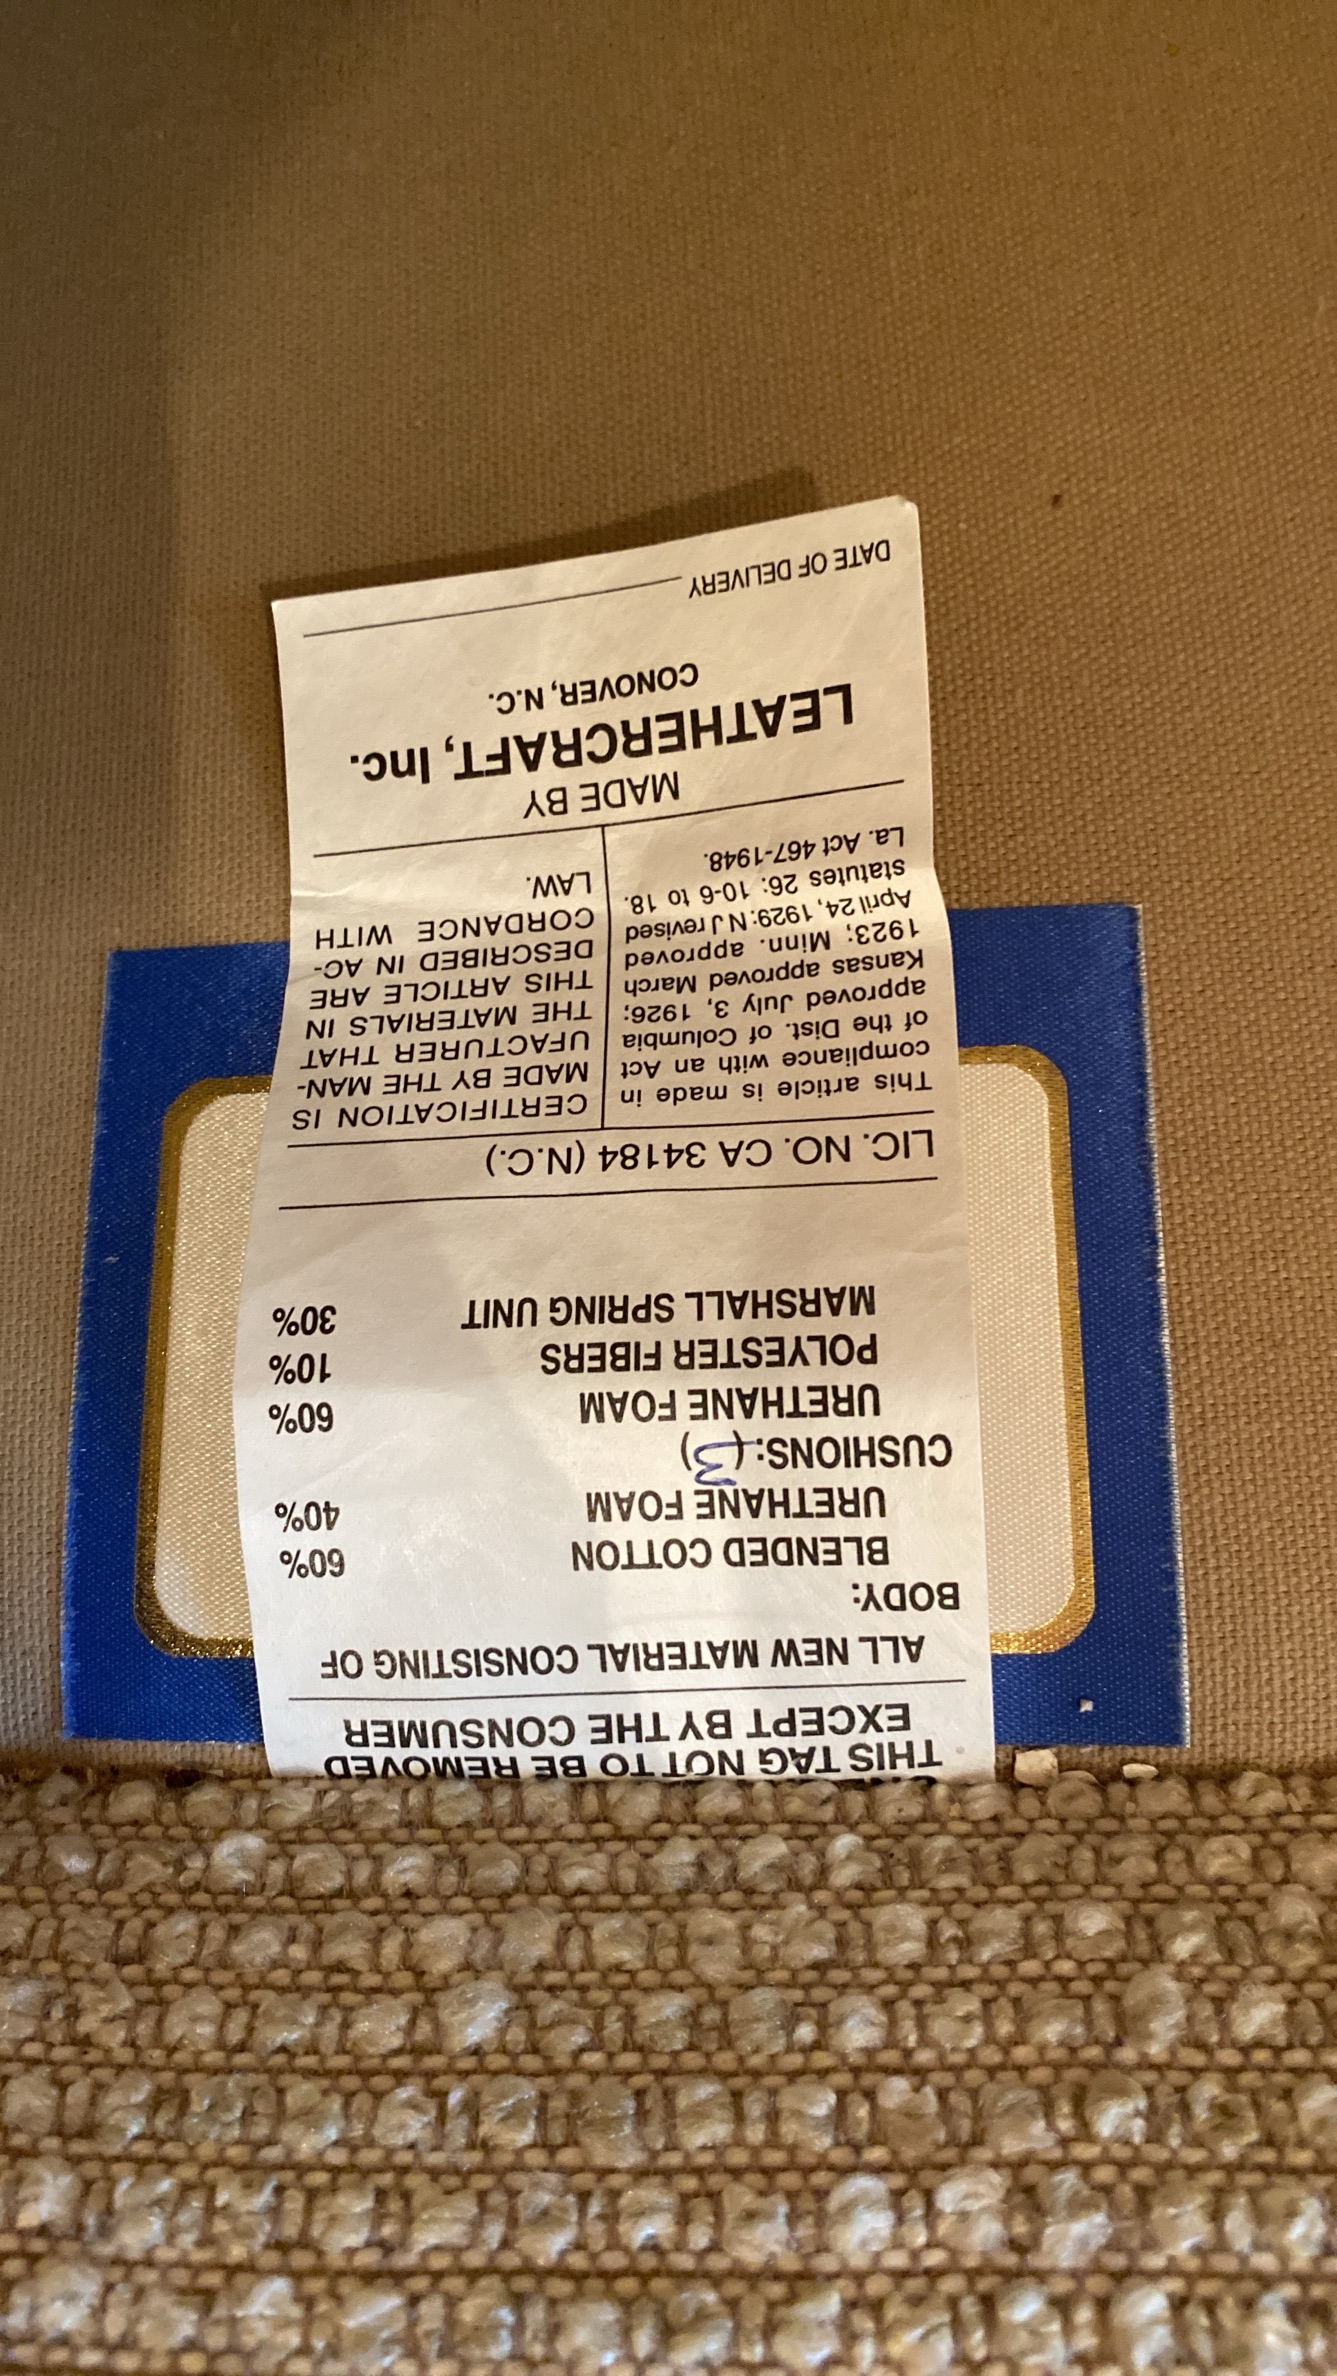 THIS TAG NOT TO BE REMOVED
EXCEPT BY THE CONSUMER
ALL NEW MATERIAL CONSISTING OF
BODY:
BLENDED COTTON 60%
URETHANE FOAM 40%
CUSHIONS: (3)
URETHANE FOAM 60%
POLYESTER FIBERS 10%
MARSHALL SPRING UNIT 30%
LIC. NO. CA 34184 (N.C.)
This article is made in
compliance with an Act
of the Dist. of Columbia
approved July 3, 1926;
Kansas approved March
1923; Minn. approved
April 24, 1929: N J revised
statutes 26: 10-6 to 18.
La. Act 467-1948.
CERTIFICATION IS
MADE BY THE MAN-
UFACTURER THAT
THE MATERIALS IN
THIS ARTICLE ARE
DESCRIBED IN AC-
CORDANCE WITH
LAW.
MADE BY
LEATHERCRAFT, Inc.
CONOVER, N.C.
DATE OF DELIVERY